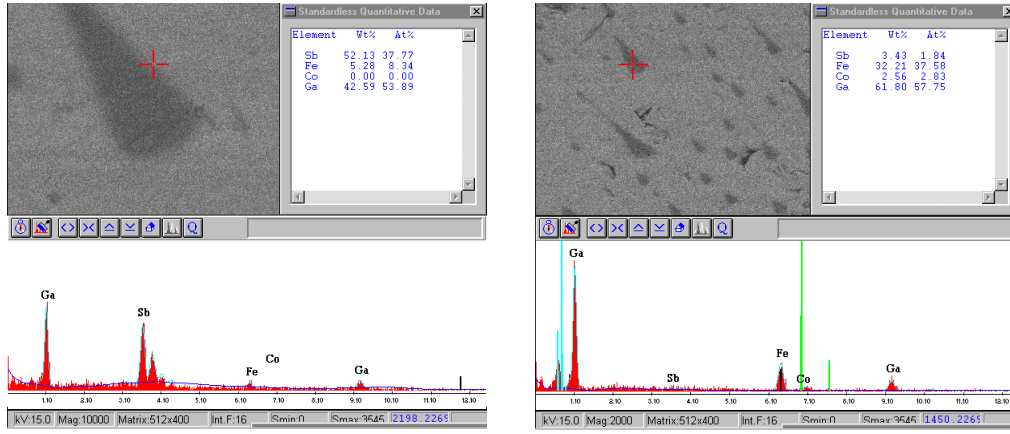 Standardless Quantitative Data
Element Wt% At%
Sb 52.13 37.77
Fe 5.28 8.34
Co 0.00 0.00
Ga 42.59 53.89
Q
Ga
Sb
Fe
Co
Ga
1.10 2.10 3.10 4.10 5.10 6.10 7.10 8.10 9.10 10.10 11.10 12.10
kV:15.0 Mag:10000 Matrix:512x400 Int.F:16 Smin:0 Smax:3545 2198.2269
Standardless Quantitative Data
Element Wt% At%
Sb 3.43 1.84
Fe 32.21 37.58
Co 2.56 2.83
Ga 61.80 57.75
Q
Ga
Sb
Fe
Co
Ga
1.10 2.10 3.10 4.10 5.10 6.10 7.10 8.10 9.10 10.10 11.10 12.10
kV:15.0 Mag:2000 Matrix:512x400 Int.F:16 Smin:0 Smax:3545 1450.2269